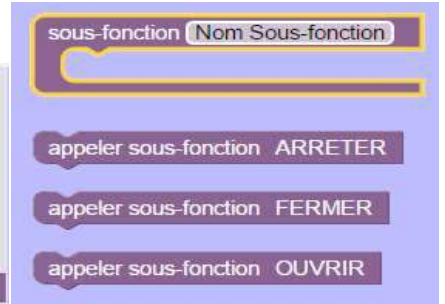 sous-fonction Nom Sous-fonction
appeler sous-fonction ARRETER
appeler sous-fonction FERMER
appeler sous-fonction OUVRIR